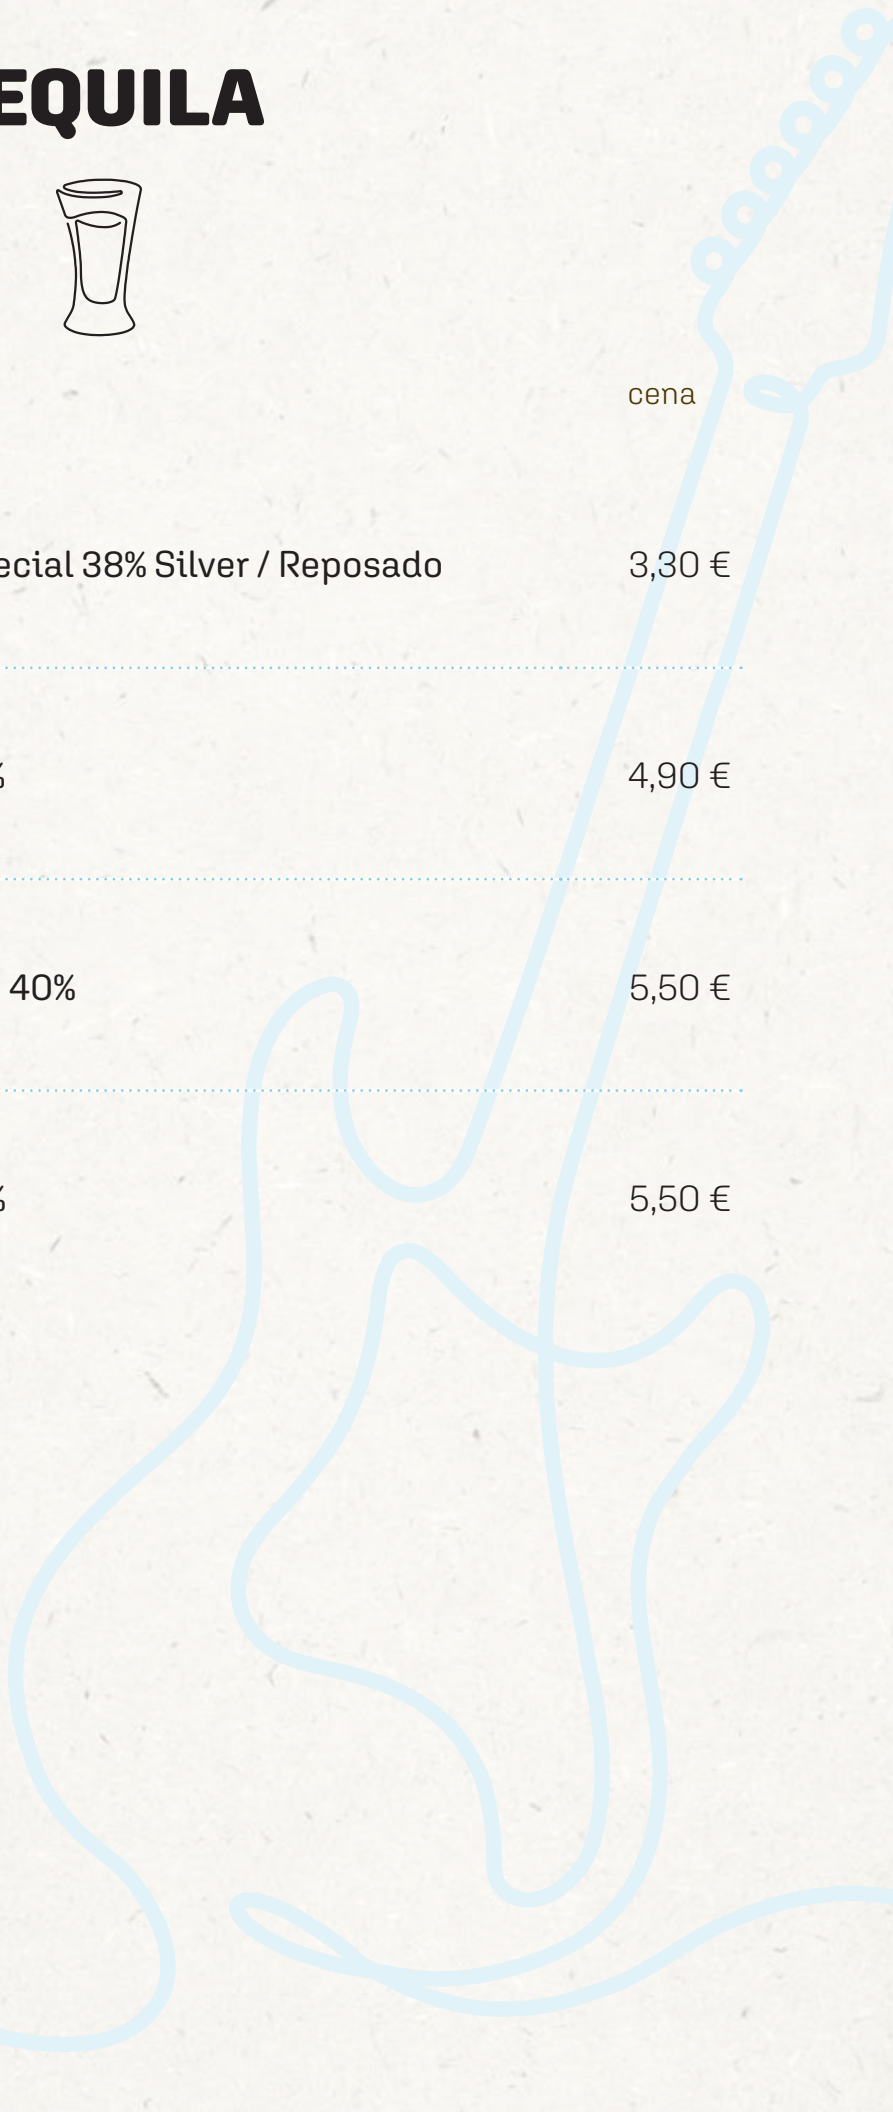 EQUILA
cena
ecial 38% Silver / Reposado 3,30 €
% 4,90 €
40% 5,50 €
% 5,50 €